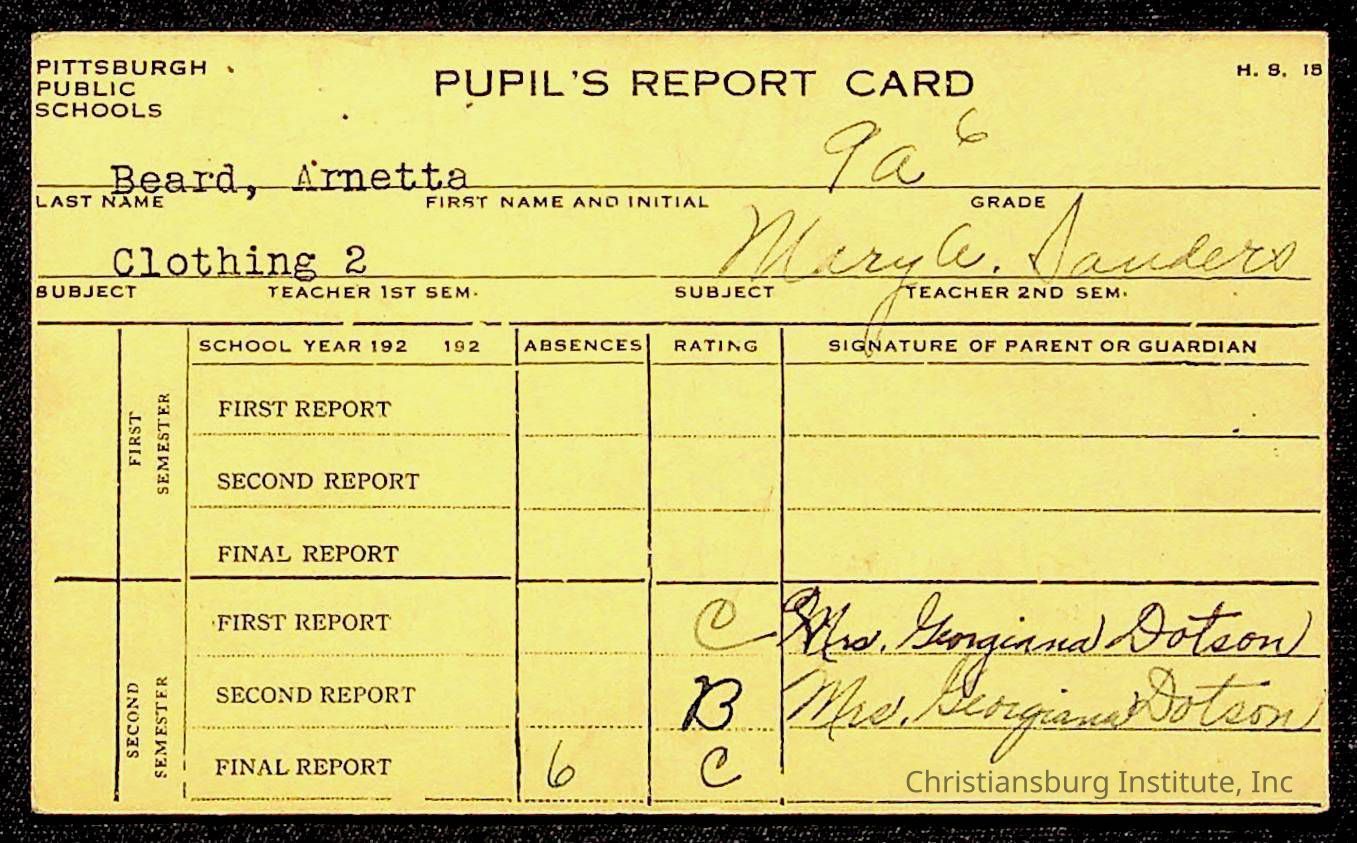 PITTSBURGH
PUBLIC
SCHOOLS
PUPIL'S REPORT CARD
H. S. 15
Beard, Arnetta 9a 6
LAST NAME FIRST NAME AND INITIAL GRADE
Clothing 2 Mary A. Sanders
SUBJECT TEACHER 1ST SEM. SUBJECT TEACHER 2ND SEM.
SCHOOL YEAR 192 192 ABSENCES RATING SIGNATURE OF PARENT OR GUARDIAN
FIRST SEMESTER
FIRST REPORT
SECOND REPORT
FINAL REPORT
SECOND SEMESTER
FIRST REPORT C Mrs. Georgiana Dotson
SECOND REPORT B Mrs. Georgiana Dotson
FINAL REPORT 6 C
Christiansburg Institute, Inc